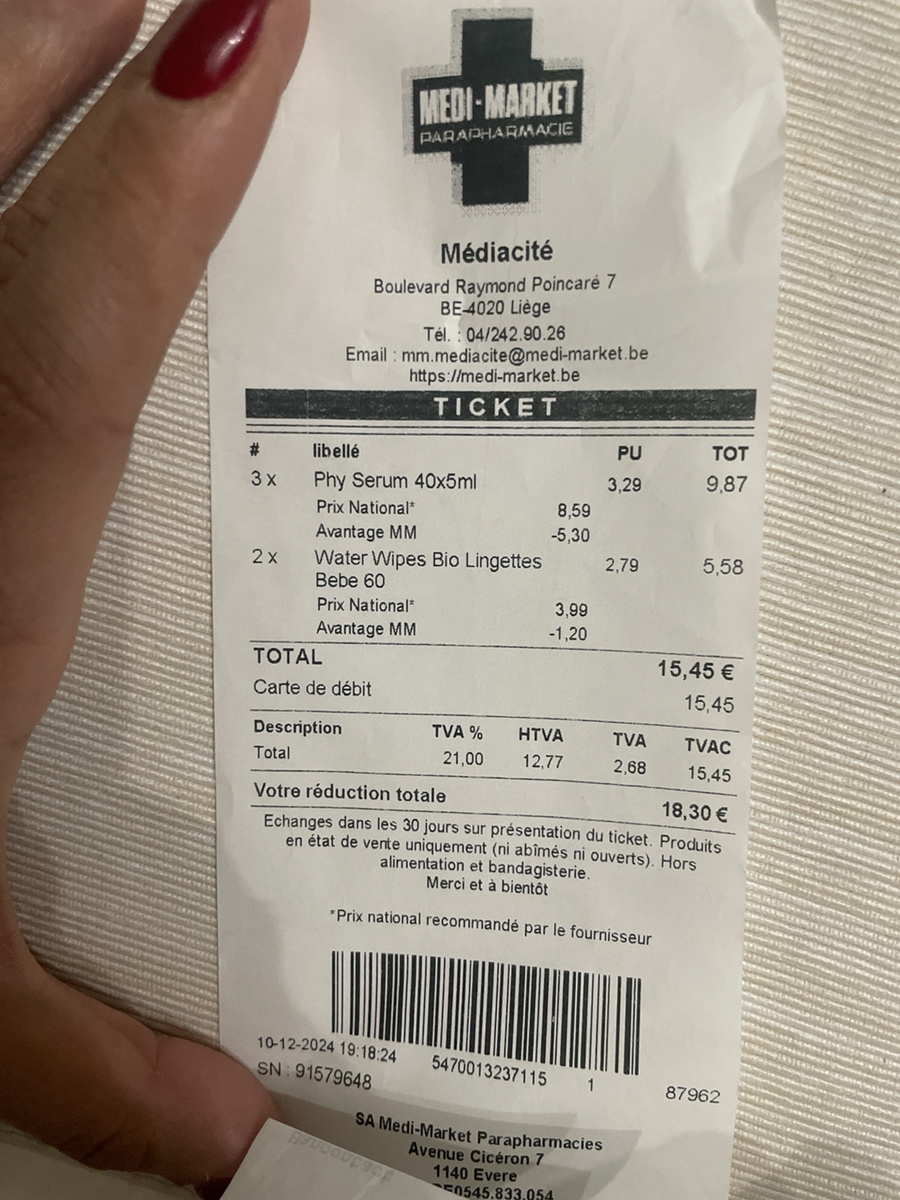 MEDI-MARKET
PARAPHARMACIE
Médiacité
Boulevard Raymond Poincaré 7
BE-4020 Liège
Tél. : 04/242.90.26
Email : mm.mediacite@medi-market.be
https://medi-market.be
TICKET
# libellé PU TOT
3 x Phy Serum 40x5ml 3,29 9,87
Prix National* 8,59
Avantage MM -5,30
2 x Water Wipes Bio Lingettes 2,79 5,58
Bebe 60
Prix National* 3,99
Avantage MM -1,20
TOTAL 15,45 €
Carte de débit 15,45
Description TVA % HTVA TVA TVAC
Total 21,00 12,77 2,68 15,45
Votre réduction totale 18,30 €
Echanges dans les 30 jours sur présentation du ticket. Produits
en état de vente uniquement (ni abîmés ni ouverts). Hors
alimentation et bandagisterie.
Merci et à bientôt
*Prix national recommandé par le fournisseur
10-12-2024 19:18:24 5470013237115 1 87962
SN : 91579648
SA Medi-Market Parapharmacies
Avenue Cicéron 7
1140 Evere
BE0545.833.054
Bancontact